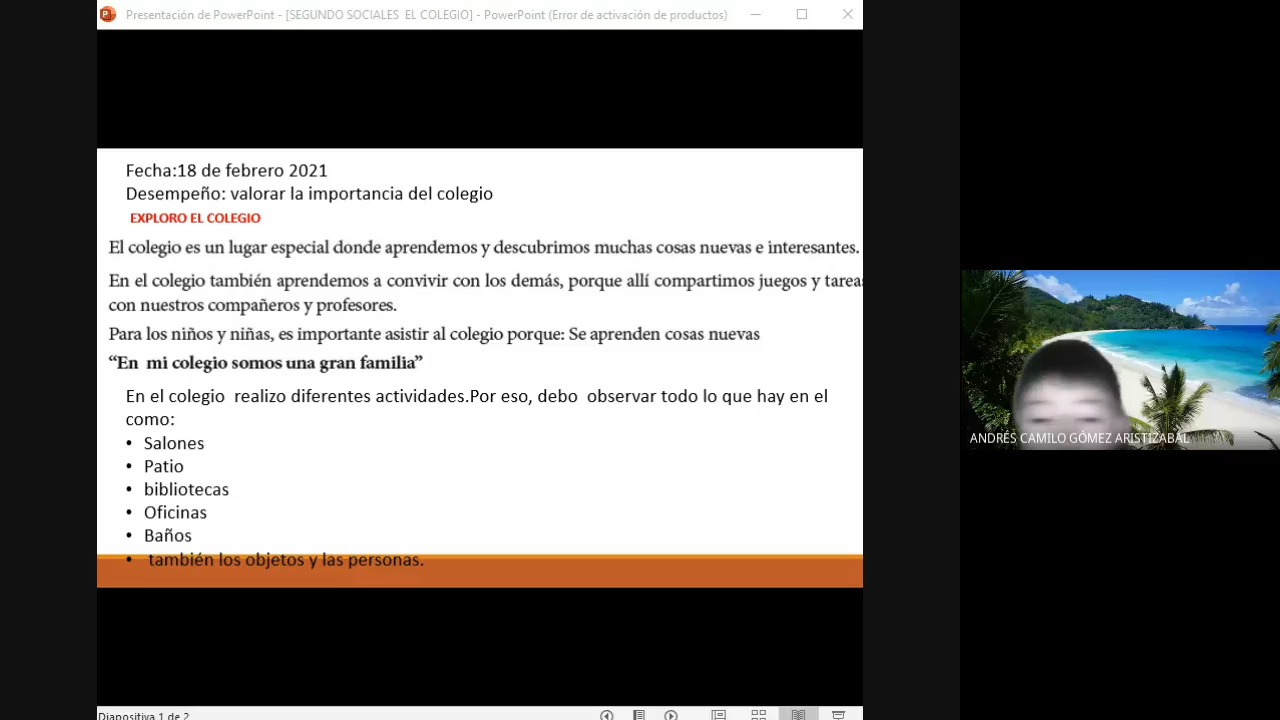 Presentación de PowerPoint - [SEGUNDO SOCIALES  EL COLEGIO] - PowerPoint (Error de activación de productos)
Fecha:18 de febrero 2021
Desempeño: valorar la importancia del colegio
EXPLORO EL COLEGIO
El colegio es un lugar especial donde aprendemos y descubrimos muchas cosas nuevas e interesantes.
En el colegio también aprendemos a convivir con los demás, porque allí compartimos juegos y tareas
con nuestros compañeros y profesores.
Para los niños y niñas, es importante asistir al colegio porque: Se aprenden cosas nuevas
“En  mi colegio somos una gran familia”
En el colegio  realizo diferentes actividades.Por eso, debo  observar todo lo que hay en el
como:
• Salones
• Patio
• bibliotecas
• Oficinas
• Baños
• también los objetos y las personas.
ANDRÉS CAMILO GÓMEZ ARISTIZABAL
Diapositiva 1 de 2